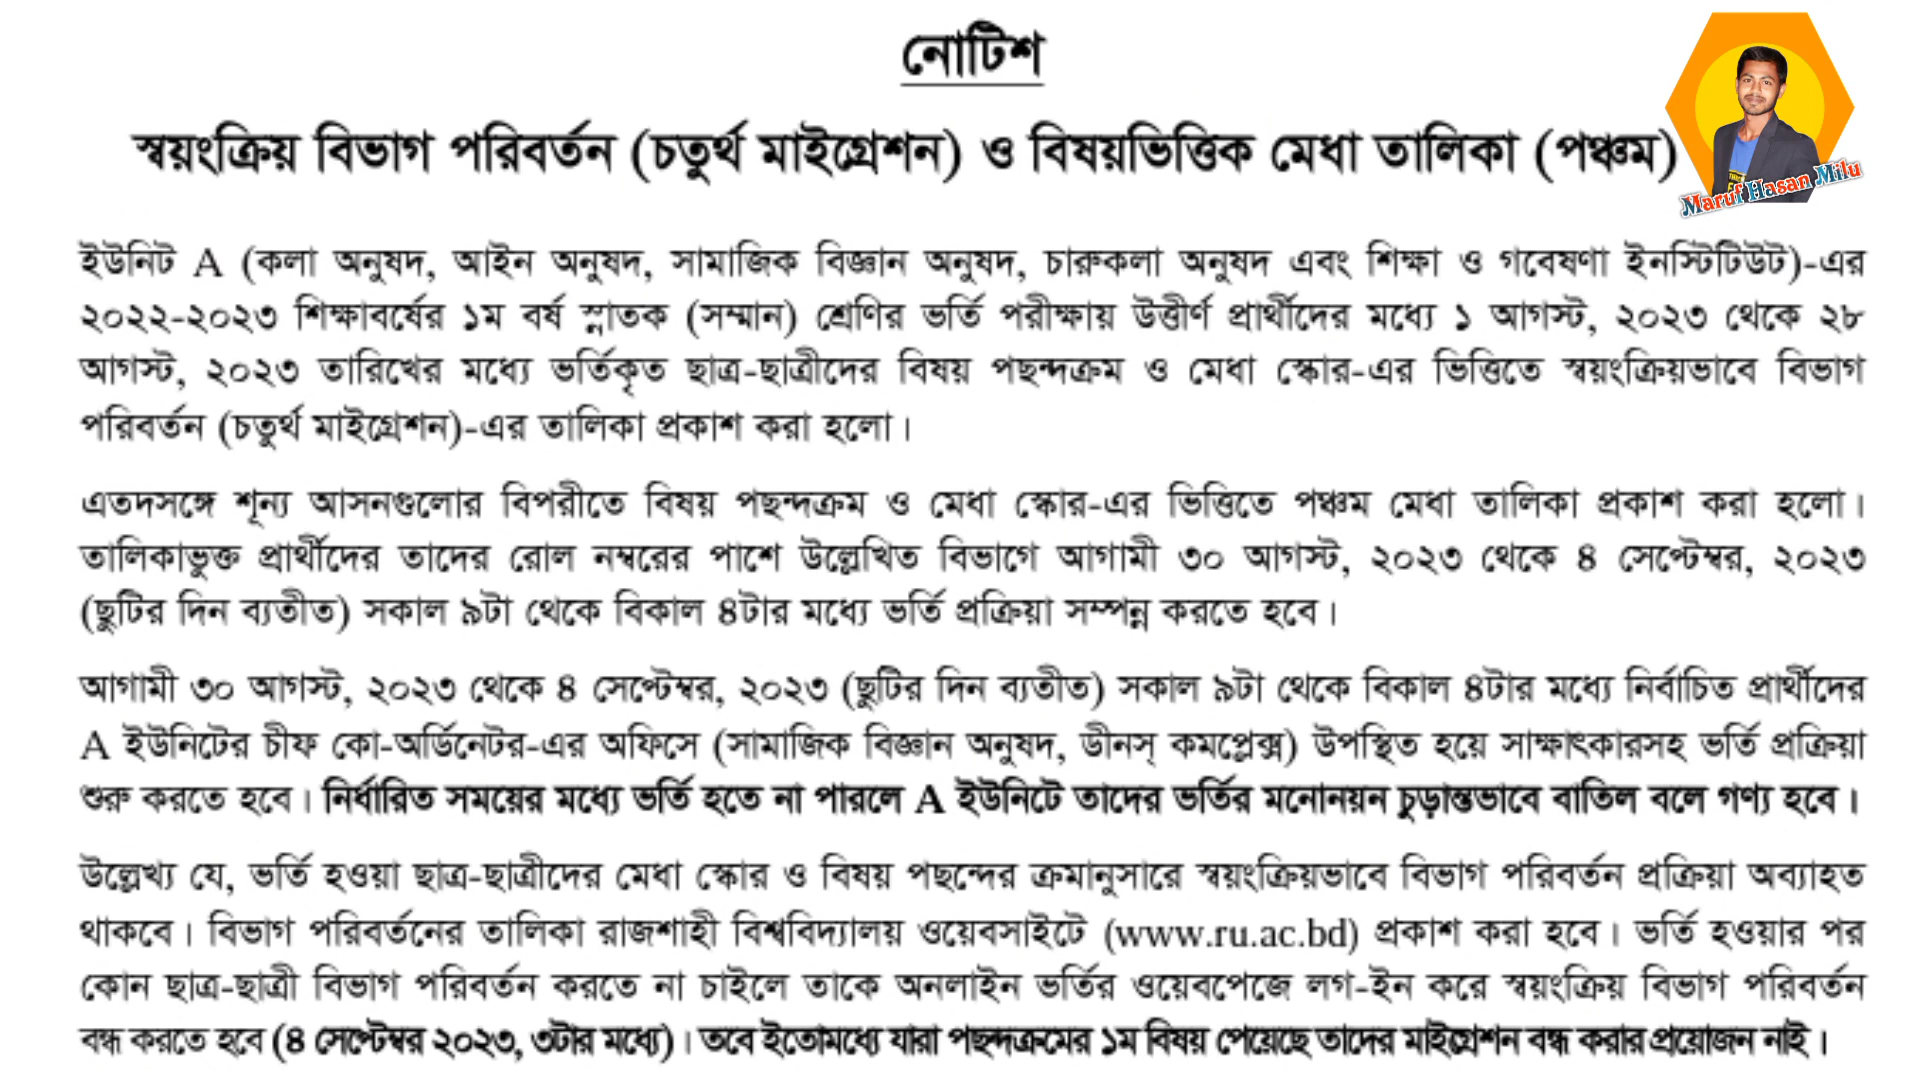 নোটিশ
স্বয়ংক্রিয় বিভাগ পরিবর্তন (চতুর্থ মাইগ্রেশন) ও বিষয়ভিত্তিক মেধা তালিকা (পঞ্চম)
Maruf Hasan Milu
ইউনিট A (কলা অনুষদ, আইন অনুষদ, সামাজিক বিজ্ঞান অনুষদ, চারুকলা অনুষদ এবং শিক্ষা ও গবেষণা ইনস্টিটিউট)-এর
২০২২-২০২৩ শিক্ষাবর্ষের ১ম বর্ষ স্নাতক (সম্মান) শ্রেণির ভর্তি পরীক্ষায় উত্তীর্ণ প্রার্থীদের মধ্যে ১ আগস্ট, ২০২৩ থেকে ২৮
আগস্ট, ২০২৩ তারিখের মধ্যে ভর্তিকৃত ছাত্র-ছাত্রীদের বিষয় পছন্দক্রম ও মেধা স্কোর-এর ভিত্তিতে স্বয়ংক্রিয়ভাবে বিভাগ
পরিবর্তন (চতুর্থ মাইগ্রেশন)-এর তালিকা প্রকাশ করা হলো।
এতদসঙ্গে শূন্য আসনগুলোর বিপরীতে বিষয় পছন্দক্রম ও মেধা স্কোর-এর ভিত্তিতে পঞ্চম মেধা তালিকা প্রকাশ করা হলো।
তালিকাভুক্ত প্রার্থীদের তাদের রোল নম্বরের পাশে উল্লেখিত বিভাগে আগামী ৩০ আগস্ট, ২০২৩ থেকে ৪ সেপ্টেম্বর, ২০২৩
(ছুটির দিন ব্যতীত) সকাল ৯টা থেকে বিকাল ৪টার মধ্যে ভর্তি প্রক্রিয়া সম্পন্ন করতে হবে।
আগামী ৩০ আগস্ট, ২০২৩ থেকে ৪ সেপ্টেম্বর, ২০২৩ (ছুটির দিন ব্যতীত) সকাল ৯টা থেকে বিকাল ৪টার মধ্যে নির্বাচিত প্রার্থীদের
A ইউনিটের চীফ কো-অর্ডিনেটর-এর অফিসে (সামাজিক বিজ্ঞান অনুষদ, ডীনস্ কমপ্লেক্স) উপস্থিত হয়ে সাক্ষাৎকারসহ ভর্তি প্রক্রিয়া
শুরু করতে হবে। নির্ধারিত সময়ের মধ্যে ভর্তি হতে না পারলে A ইউনিটে তাদের ভর্তির মনোনয়ন চুড়ান্তভাবে বাতিল বলে গণ্য হবে।
উল্লেখ্য যে, ভর্তি হওয়া ছাত্র-ছাত্রীদের মেধা স্কোর ও বিষয় পছন্দের ক্রমানুসারে স্বয়ংক্রিয়ভাবে বিভাগ পরিবর্তন প্রক্রিয়া অব্যাহত
থাকবে। বিভাগ পরিবর্তনের তালিকা রাজশাহী বিশ্ববিদ্যালয় ওয়েবসাইটে (www.ru.ac.bd) প্রকাশ করা হবে। ভর্তি হওয়ার পর
কোন ছাত্র-ছাত্রী বিভাগ পরিবর্তন করতে না চাইলে তাকে অনলাইন ভর্তির ওয়েবপেজে লগ-ইন করে স্বয়ংক্রিয় বিভাগ পরিবর্তন
বন্ধ করতে হবে (৪ সেপ্টেম্বর ২০২৩, ৩টার মধ্যে)। তবে ইতোমধ্যে যারা পছন্দক্রমের ১ম বিষয় পেয়েছে তাদের মাইগ্রেশন বন্ধ করার প্রয়োজন নাই।